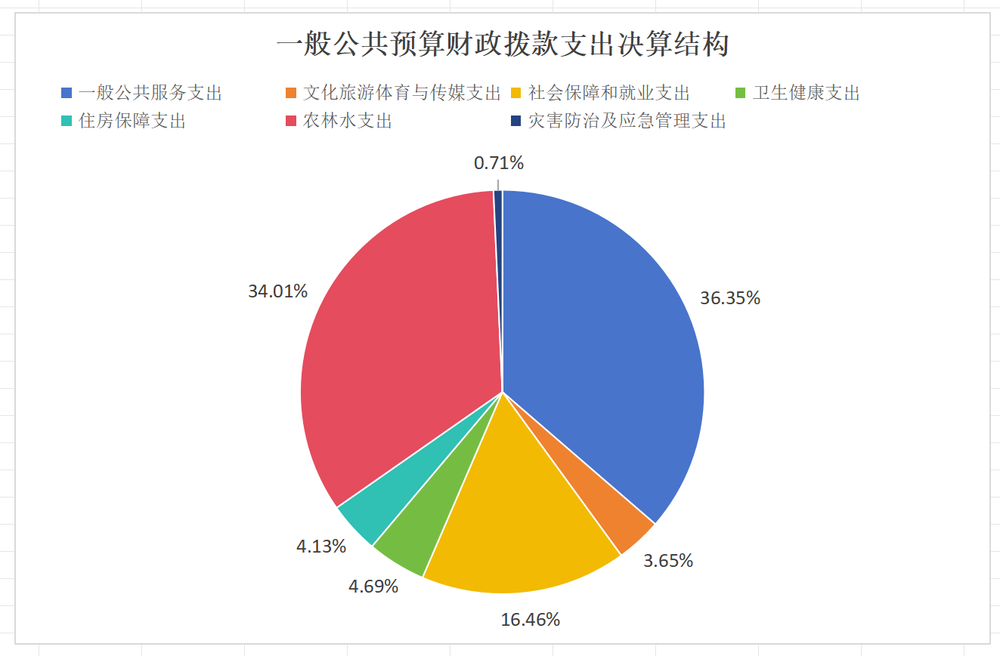 一般公共预算财政拨款支出决算结构
一般公共服务支出 文化旅游体育与传媒支出 社会保障和就业支出 卫生健康支出
住房保障支出 农林水支出 灾害防治及应急管理支出
0.71%
34.01%
36.35%
4.13%
3.65%
4.69%
16.46%